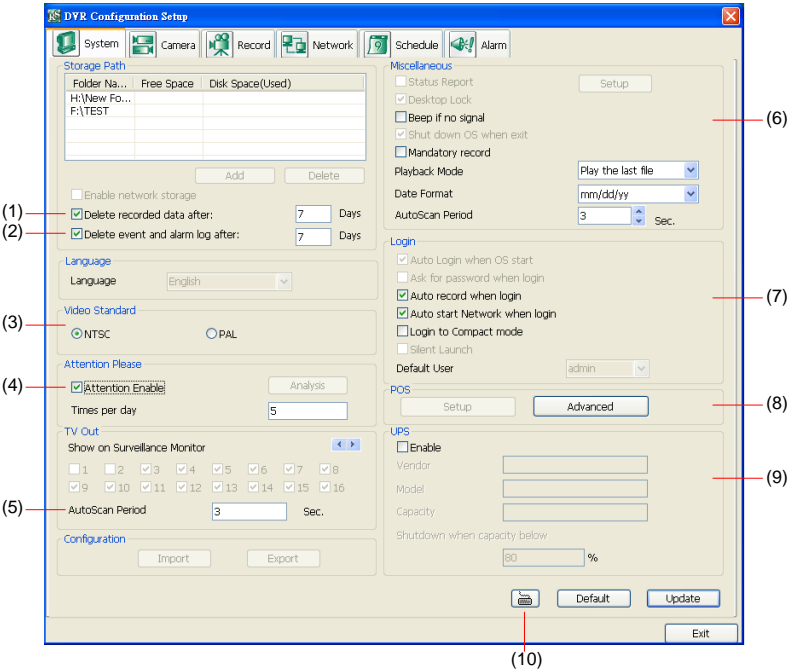 DVR Configuration Setup
System Camera Record Network Schedule Alarm
Storage Path
Folder Na... Free Space Disk Space(Used)
H:\New Fo...
F:\TEST
Add Delete
Enable network storage
(1) Delete recorded data after: 7 Days
(2) Delete event and alarm log after: 7 Days
Language
Language English
Video Standard
(3) NTSC PAL
Attention Please
(4) Attention Enable Analysis
Times per day 5
TV Out
Show on Surveillance Monitor
1 2 3 4 5 6 7 8
9 10 11 12 13 14 15 16
(5) AutoScan Period 3 Sec.
Configuration
Import Export
Miscellaneous
Status Report Setup
Desktop Lock
Beep if no signal (6)
Shut down OS when exit
Mandatory record
Playback Mode Play the last file
Date Format mm/dd/yy
AutoScan Period 3 Sec.
Login
Auto Login when OS start
Ask for password when login
Auto record when login (7)
Auto start Network when login
Login to Compact mode
Silent Launch
Default User admin
POS
Setup Advanced (8)
UPS
Enable
Vendor (9)
Model
Capacity
Shutdown when capacity below
80 %
Default Update
Exit
(10)